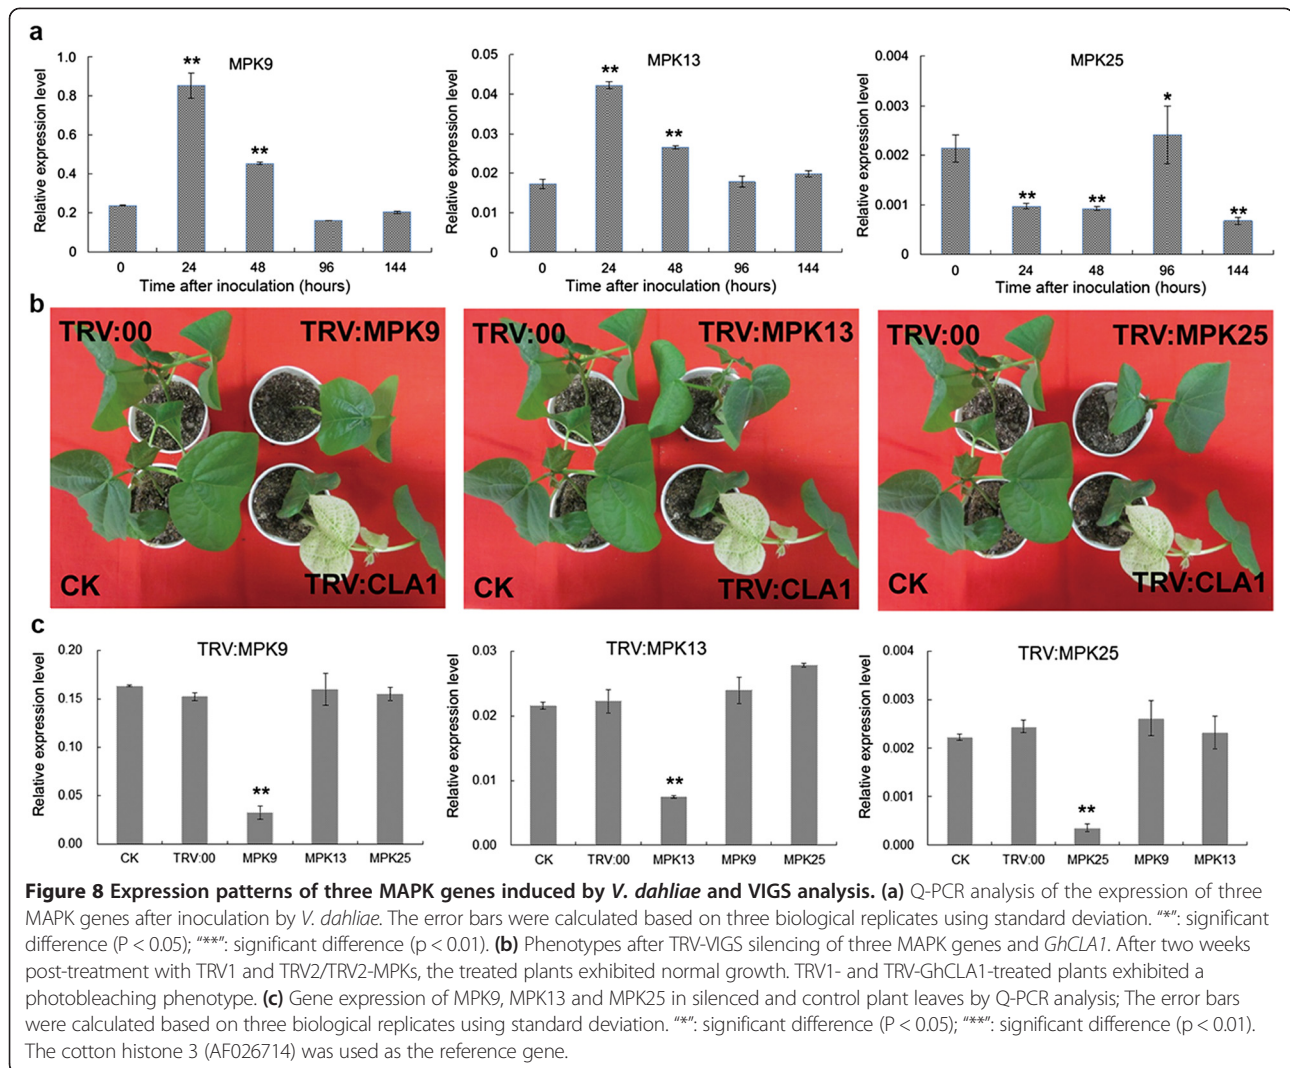 a
MPK9
Relative expression level
1.0
0.8
0.6
0.4
0.2
0
**
**
0 24 48 96 144
Time after inoculation (hours)
MPK13
Relative expression level
0.05
0.04
0.03
0.02
0.01
0
**
**
0 24 48 96 144
Time after inoculation (hours)
MPK25
Relative expression level
0.004
0.003
0.002
0.001
0
**
**
*
**
0 24 48 96 144
Time after inoculation (hours)
b
TRV:00 TRV:MPK9
CK TRV:CLA1
TRV:00 TRV:MPK13
CK TRV:CLA1
TRV:00 TRV:MPK25
CK TRV:CLA1
c
TRV:MPK9
Relative expression level
0.20
0.15
0.10
0.05
0.00
**
CK TRV:00 MPK9 MPK13 MPK25
TRV:MPK13
Relative expression level
0.03
0.02
0.01
0.00
**
CK TRV:00 MPK13 MPK9 MPK25
TRV:MPK25
Relative expression level
0.004
0.003
0.002
0.001
0.000
**
CK TRV:00 MPK25 MPK9 MPK13
Figure 8 Expression patterns of three MAPK genes induced by V. dahliae and VIGS analysis. (a) Q-PCR analysis of the expression of three
MAPK genes after inoculation by V. dahliae. The error bars were calculated based on three biological replicates using standard deviation. “*”: significant
difference (P < 0.05); “**”: significant difference (p < 0.01). (b) Phenotypes after TRV-VIGS silencing of three MAPK genes and GhCLA1. After two weeks
post-treatment with TRV1 and TRV2/TRV2-MPKs, the treated plants exhibited normal growth. TRV1- and TRV-GhCLA1-treated plants exhibited a
photobleaching phenotype. (c) Gene expression of MPK9, MPK13 and MPK25 in silenced and control plant leaves by Q-PCR analysis; The error bars
were calculated based on three biological replicates using standard deviation. “*”: significant difference (P < 0.05); “**”: significant difference (p < 0.01).
The cotton histone 3 (AF026714) was used as the reference gene.